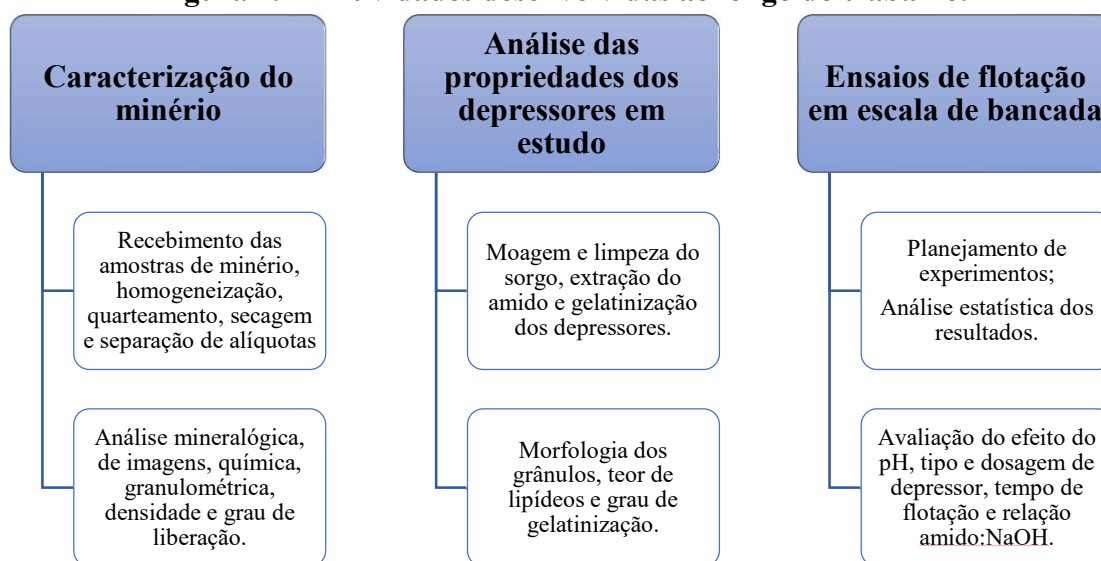 Caracterização do
minério
Recebimento das
amostras de minério,
homogeneização,
quarteamento, secagem
e separação de alíquotas
Análise mineralógica,
de imagens, química,
granulométrica,
densidade e grau de
liberação.
Análise das
propriedades dos
depressores em
estudo
Moagem e limpeza do
sorgo, extração do
amido e gelatinização
dos depressores.
Morfologia dos
grânulos, teor de
lipídeos e grau de
gelatinização.
Ensaios de flotação
em escala de bancada
Planejamento de
experimentos;
Análise estatística dos
resultados.
Avaliação do efeito do
pH, tipo e dosagem de
depressor, tempo de
flotação e relação
amido:NaOH.